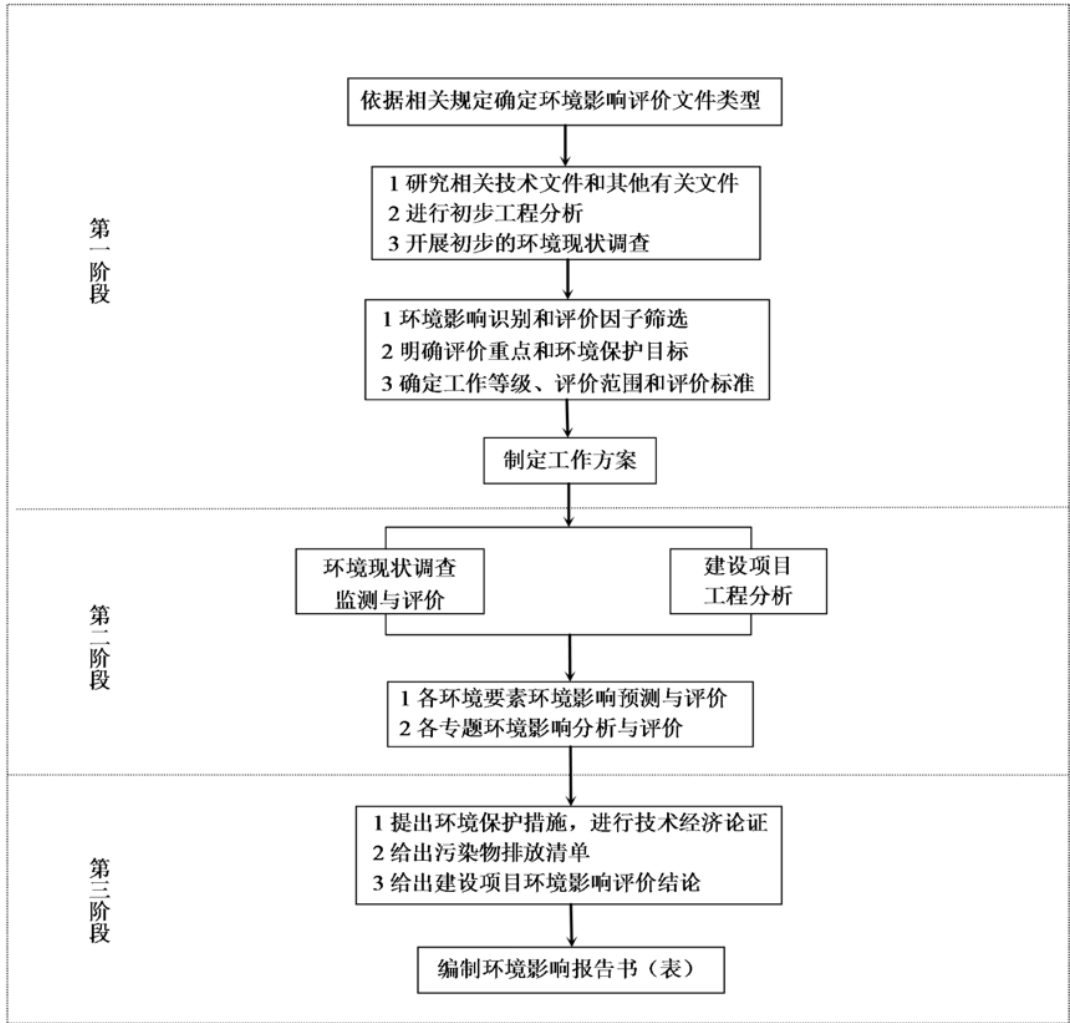 依据相关规定确定环境影响评价文件类型
1 研究相关技术文件和其他有关文件
2 进行初步工程分析
3 开展初步的环境现状调查
第一阶段
1 环境影响识别和评价因子筛选
2 明确评价重点和环境保护目标
3 确定工作等级、评价范围和评价标准
制定工作方案
环境现状调查
监测与评价
建设项目
工程分析
第二阶段
1 各环境要素环境影响预测与评价
2 各专题环境影响分析与评价
1 提出环境保护措施，进行技术经济论证
2 给出污染物排放清单
3 给出建设项目环境影响评价结论
第三阶段
编制环境影响报告书（表）